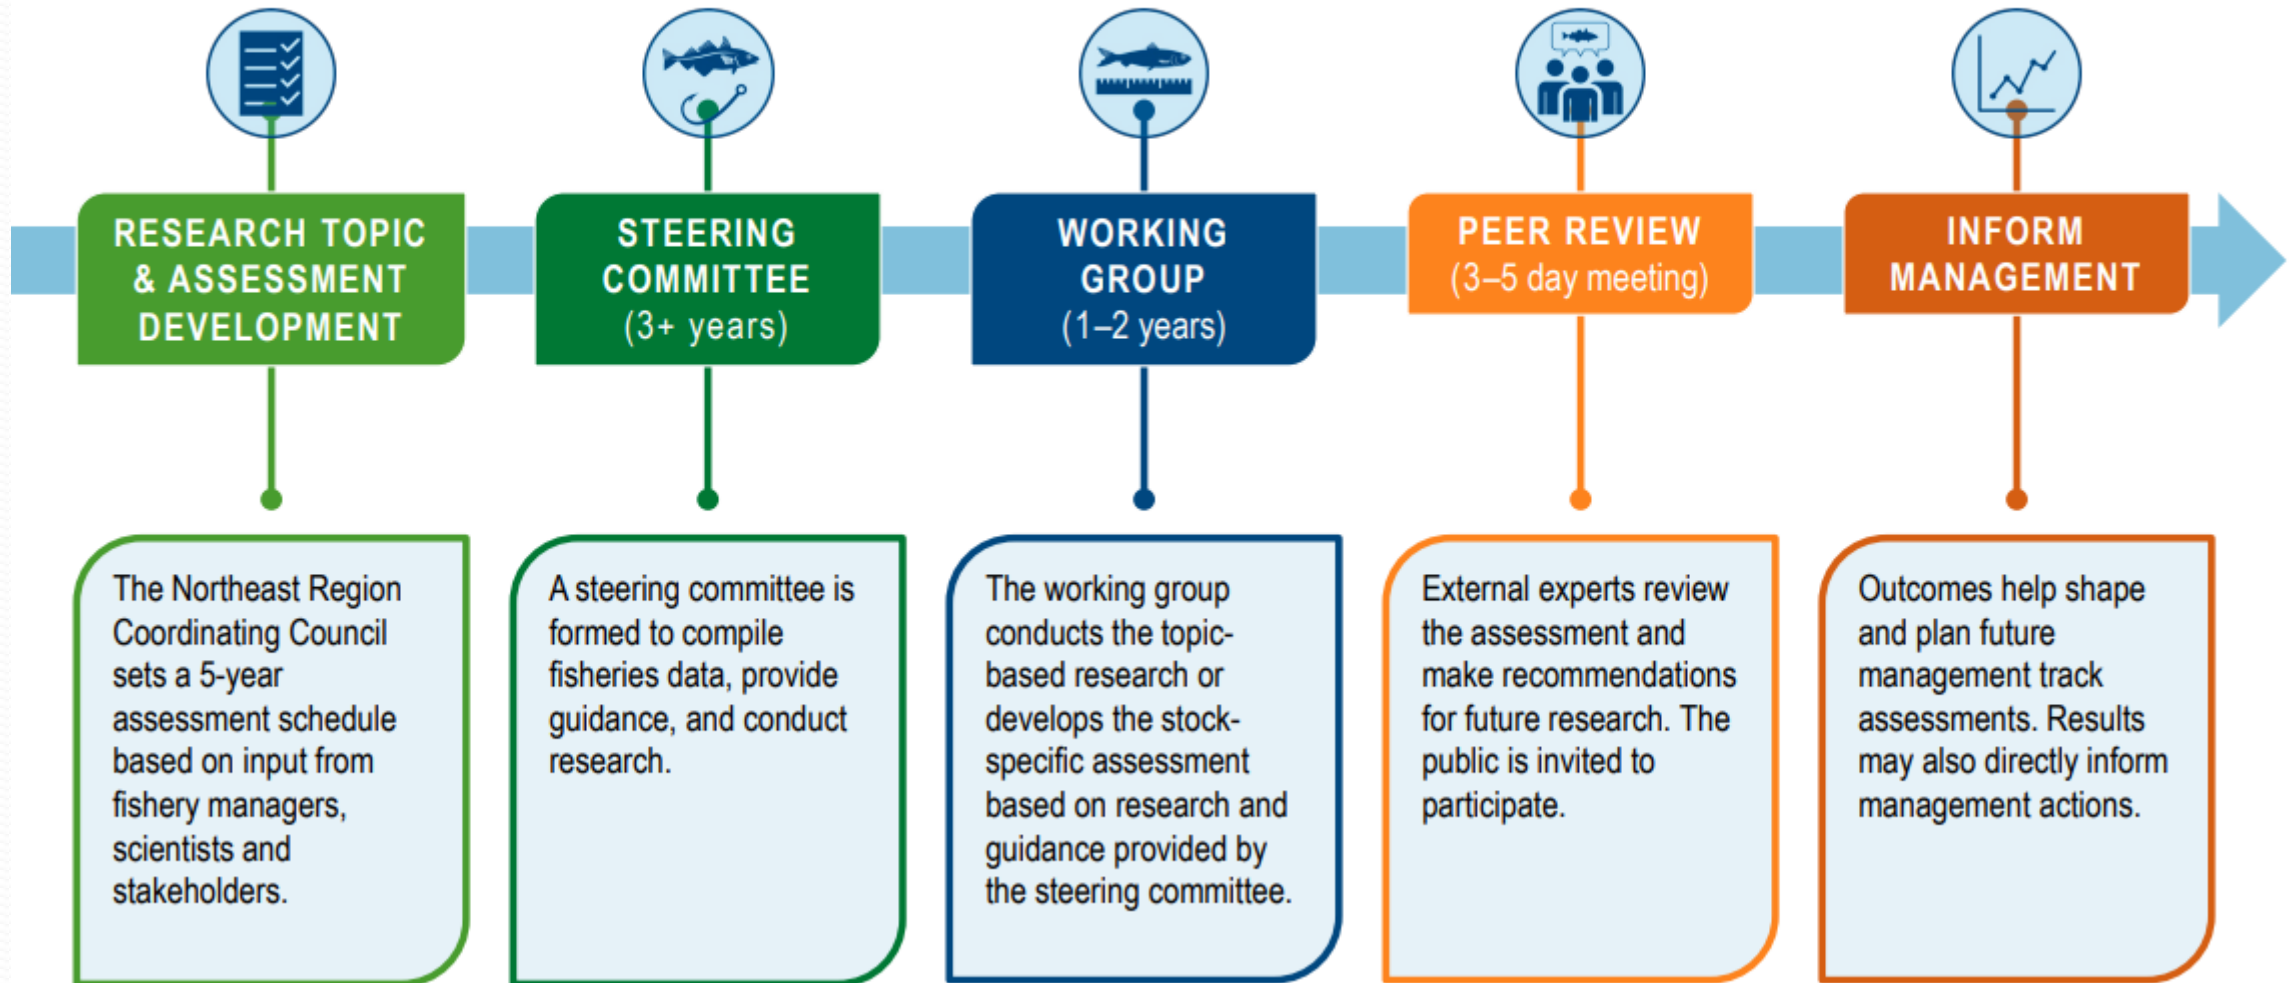 RESEARCH TOPIC
& ASSESSMENT
DEVELOPMENT
STEERING
COMMITTEE
(3+ years)
WORKING
GROUP
(1–2 years)
PEER REVIEW
(3–5 day meeting)
INFORM
MANAGEMENT
The Northeast Region
Coordinating Council
sets a 5-year
assessment schedule
based on input from
fishery managers,
scientists and
stakeholders.
A steering committee is
formed to compile
fisheries data, provide
guidance, and conduct
research.
The working group
conducts the topic-
based research or
develops the stock-
specific assessment
based on research and
guidance provided by
the steering committee.
External experts review
the assessment and
make recommendations
for future research. The
public is invited to
participate.
Outcomes help shape
and plan future
management track
assessments. Results
may also directly inform
management actions.